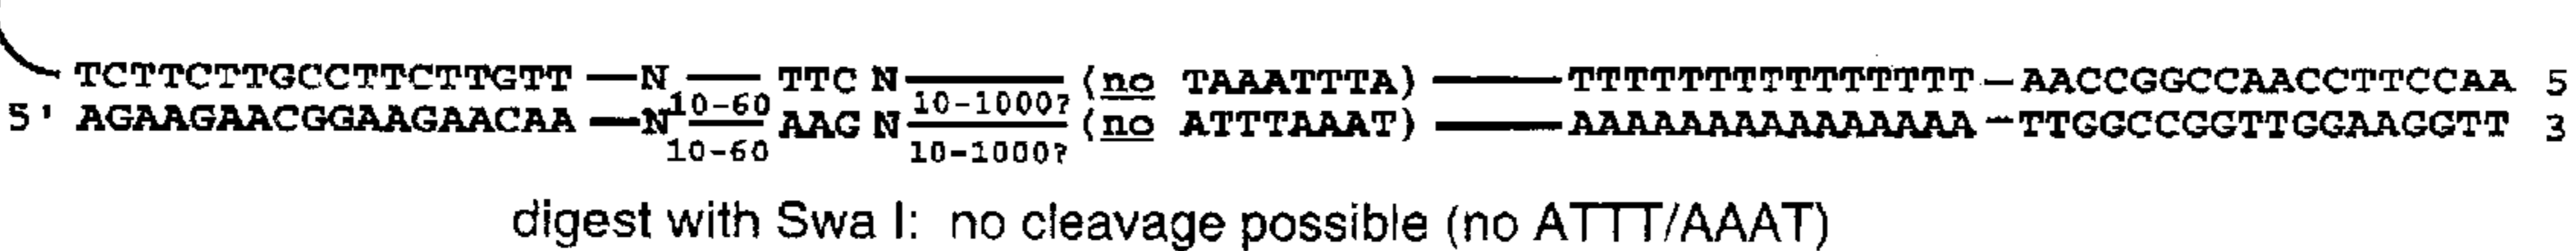 TCTTCTTGCCTTCTTGTT —N — TTC N — (no TAAATTTA) — TTTTTTTTTTTTTTT — AACCGGCCAACCTTCCAA 5
10-60 10-1000?
5' AGAAGAACGGAAGAACAA —N — AAG N — (no ATTTAAAT) — AAAAAAAAAAAAAAA — TTGGCCGGTTGGAAGGTT 3
10-60 10-1000?
digest with Swa I: no cleavage possible (no ATTT/AAAT)